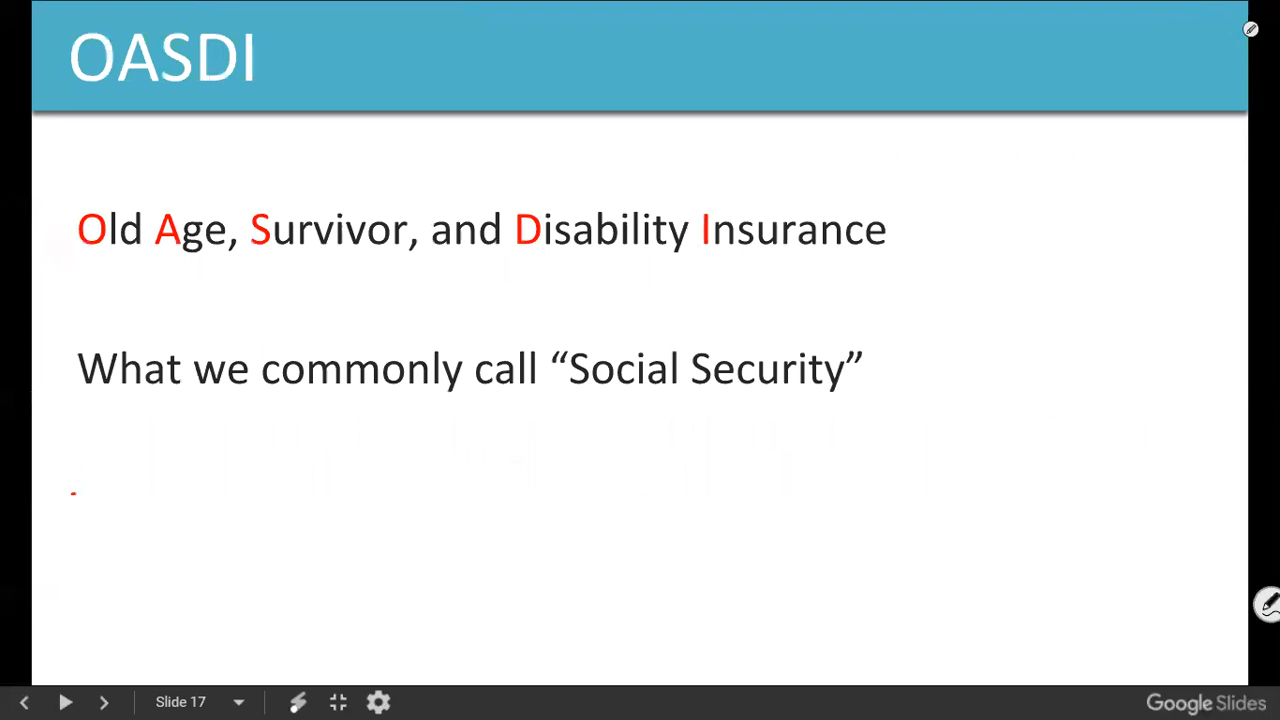 OASDI
Old Age, Survivor, and Disability Insurance
What we commonly call “Social Security”
Slide 17
Google Slides